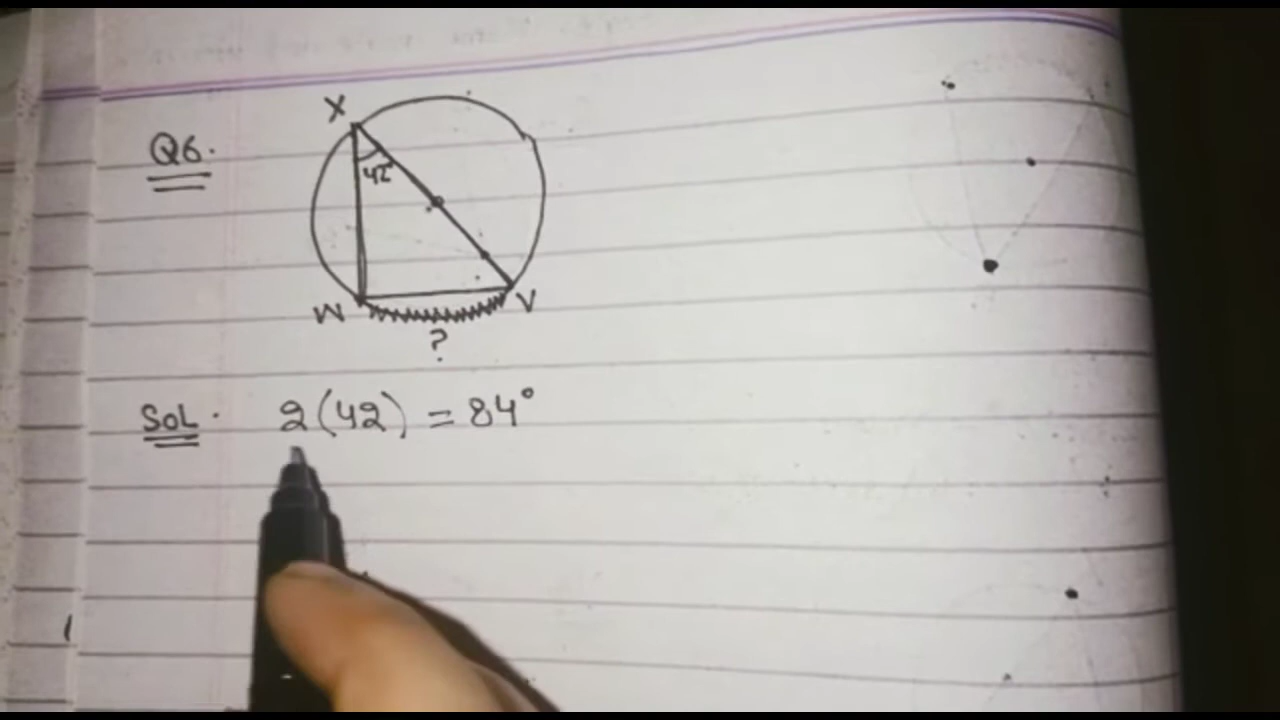 X
Q6.
42
W
V
?
SOL. 2(42) = 84°